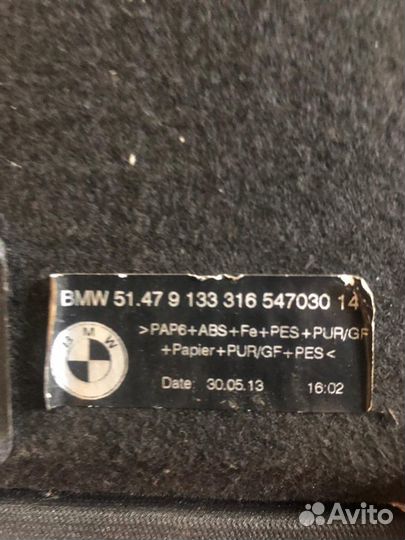 BMW 51.47 9 133 316 547030 14
>PAP6+ABS+Fe+PES+PUR/GF
+Papier+PUR/GF+PES<
BMW
Date: 30.05.13 16:02
Avito